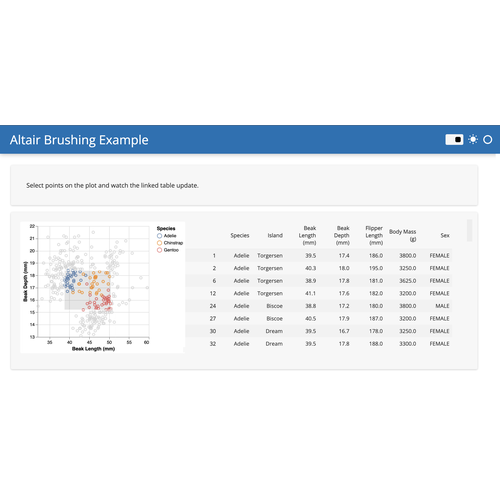 Altair Brushing Example
Select points on the plot and watch the linked table update.
22
21
20
19
18
17
16
15
14
13
Beak Depth (mm)
35 40 45 50 55 60
Beak Length (mm)
Species
Adelie
Chinstrap
Gentoo
Species Island Beak Length (mm) Beak Depth (mm) Flipper Length (mm) Body Mass (g) Sex
1 Adelie Torgersen 39.5 17.4 186.0 3800.0 FEMALE
2 Adelie Torgersen 40.3 18.0 195.0 3250.0 FEMALE
6 Adelie Torgersen 38.9 17.8 181.0 3625.0 FEMALE
12 Adelie Torgersen 41.1 17.6 182.0 3200.0 FEMALE
24 Adelie Biscoe 38.8 17.2 180.0 3800.0 MALE
27 Adelie Biscoe 40.5 17.9 187.0 3200.0 FEMALE
30 Adelie Dream 39.5 16.7 178.0 3250.0 FEMALE
32 Adelie Dream 39.5 17.8 188.0 3300.0 FEMALE